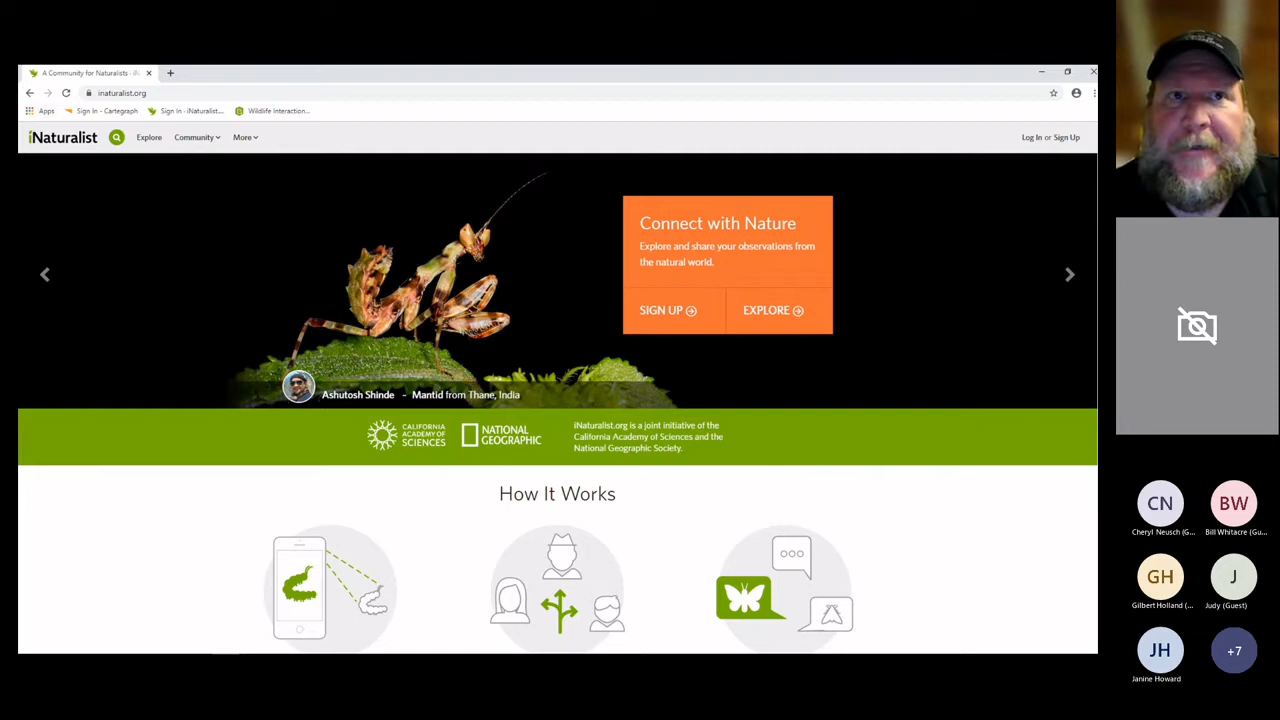 A Community for Naturalists · iN
inaturalist.org
Apps
Sign In - Cartegraph
Sign In · iNaturalist...
Wildlife Interaction...
iNaturalist
Explore
Community
More
Log In or Sign Up
Connect with Nature
Explore and share your observations from
the natural world.
SIGN UP
EXPLORE
Ashutosh Shinde - Mantid from Thane, India
CALIFORNIA
ACADEMY OF
SCIENCES
NATIONAL
GEOGRAPHIC
iNaturalist.org is a joint initiative of the
California Academy of Sciences and the
National Geographic Society.
How It Works
CN
Cheryl Neusch (G...
BW
Bill Whitacre (Gu...
GH
Gilbert Holland (...
J
Judy (Guest)
JH
Janine Howard
+7